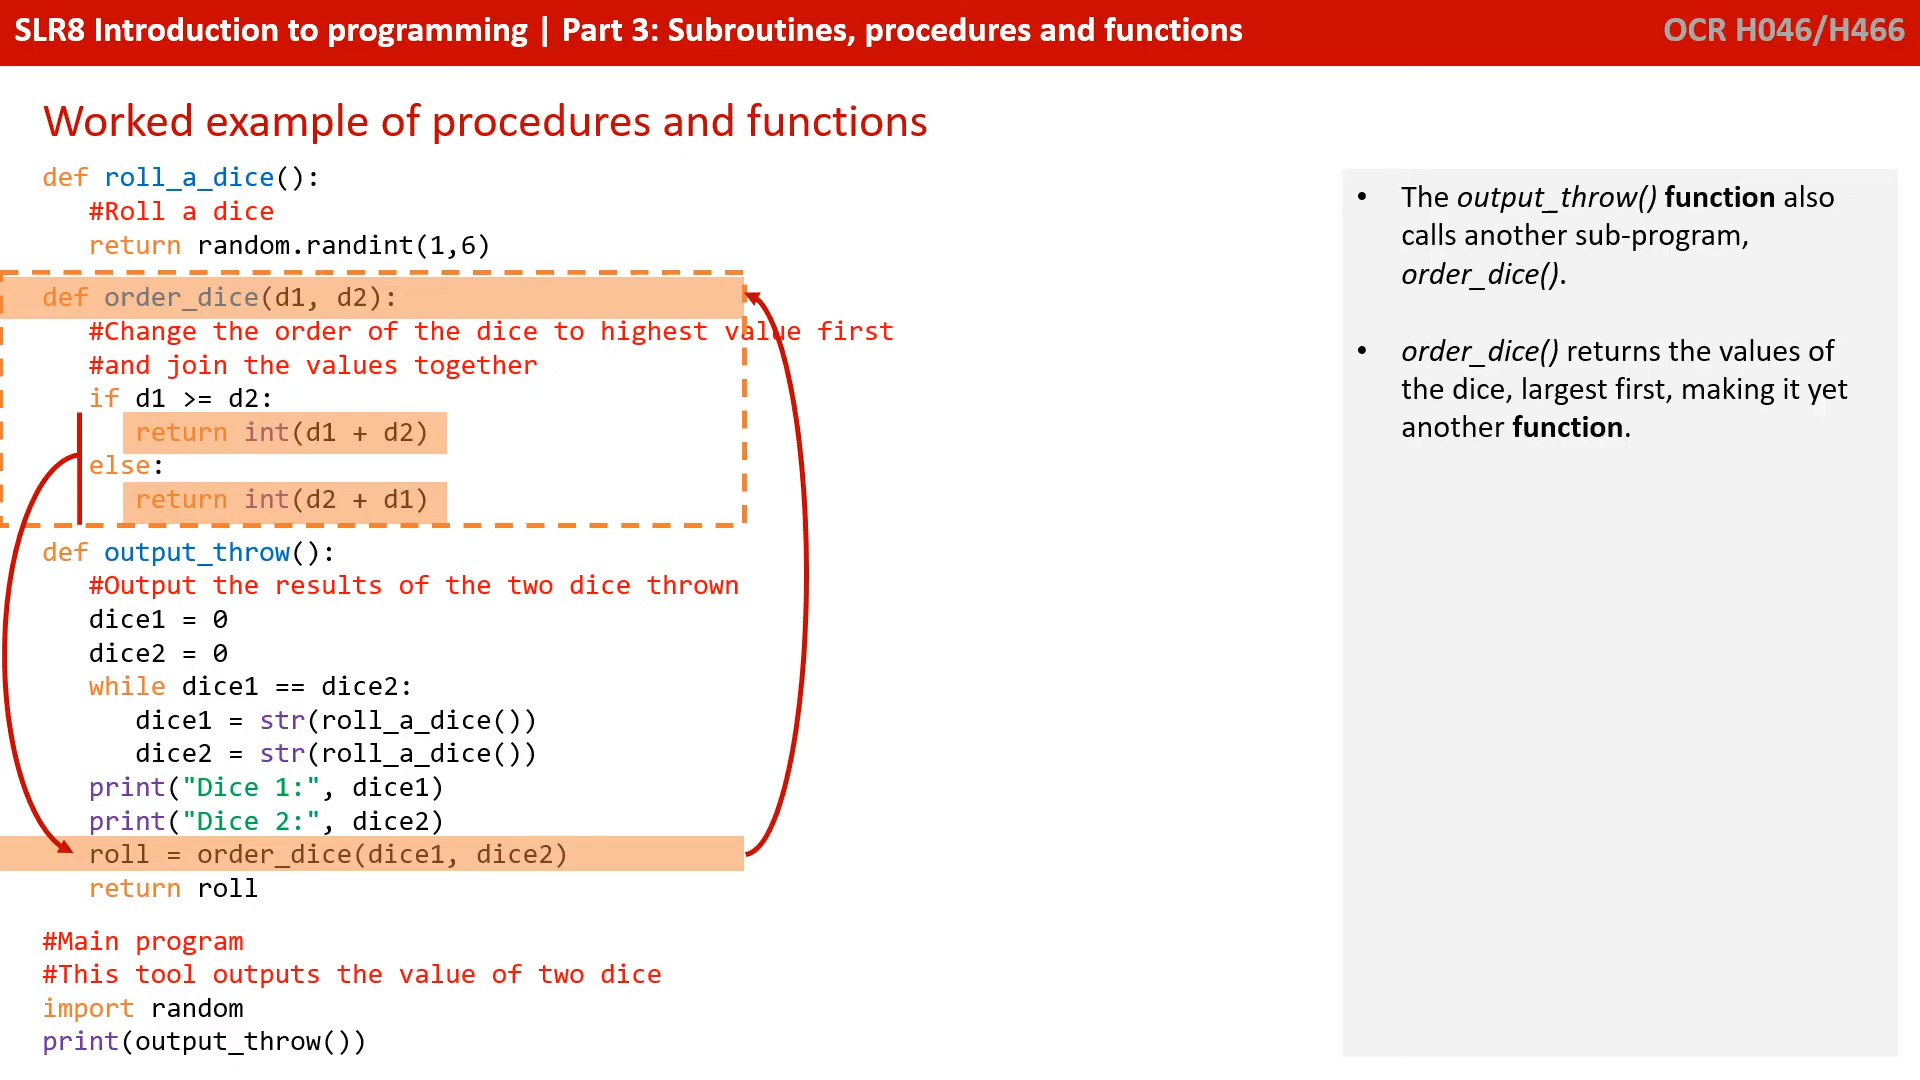 SLR8 Introduction to programming | Part 3: Subroutines, procedures and functions
OCR H046/H466
Worked example of procedures and functions
def roll_a_dice():
#Roll a dice
return random.randint(1,6)
def order_dice(d1, d2):
#Change the order of the dice to highest value first
#and join the values together
if d1 >= d2:
return int(d1 + d2)
else:
return int(d2 + d1)
def output_throw():
#Output the results of the two dice thrown
dice1 = 0
dice2 = 0
while dice1 == dice2:
dice1 = str(roll_a_dice())
dice2 = str(roll_a_dice())
print("Dice 1:", dice1)
print("Dice 2:", dice2)
roll = order_dice(dice1, dice2)
return roll
#Main program
#This tool outputs the value of two dice
import random
print(output_throw())
• The output_throw() function also
calls another sub-program,
order_dice().
• order_dice() returns the values of
the dice, largest first, making it yet
another function.